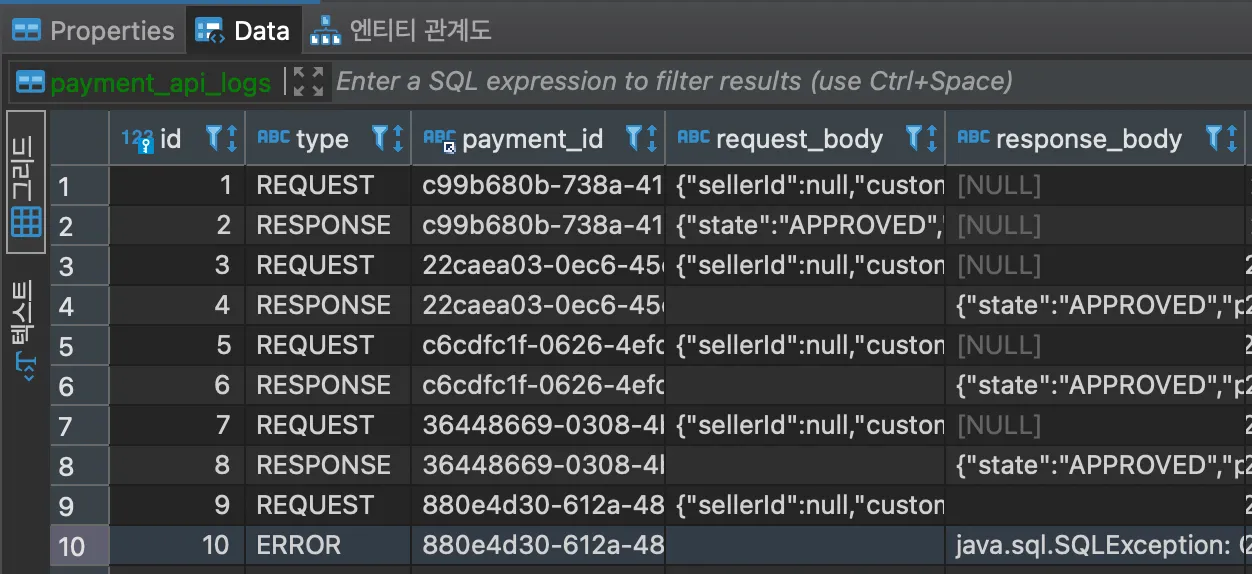 Properties Data 엔티티 관계도
payment_api_logs Enter a SQL expression to filter results (use Ctrl+Space)
그리드
텍스트
123 id ABC type ABC payment_id ABC request_body ABC response_body
1 1 REQUEST c99b680b-738a-41 {"sellerId":null,"custon [NULL]
2 2 RESPONSE c99b680b-738a-41 {"state":"APPROVED", [NULL]
3 3 REQUEST 22caea03-0ec6-45 {"sellerId":null,"custon [NULL]
4 4 RESPONSE 22caea03-0ec6-45 {"state":"APPROVED","p
5 5 REQUEST c6cdfc1f-0626-4efc {"sellerId":null,"custon [NULL]
6 6 RESPONSE c6cdfc1f-0626-4efc {"state":"APPROVED","p
7 7 REQUEST 36448669-0308-4 {"sellerId":null,"custon [NULL]
8 8 RESPONSE 36448669-0308-4 {"state":"APPROVED","p
9 9 REQUEST 880e4d30-612a-48 {"sellerId":null,"custon
10 10 ERROR 880e4d30-612a-48 java.sql.SQLException: